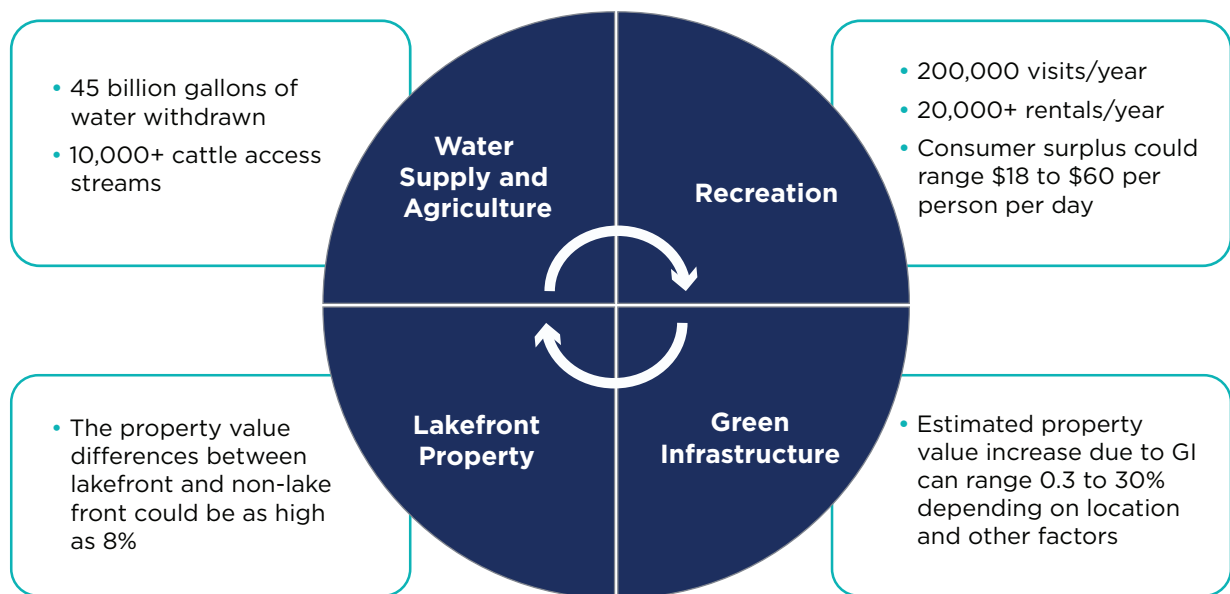 • 45 billion gallons of
water withdrawn
• 10,000+ cattle access
streams
Water
Supply and
Agriculture
Recreation
• 200,000 visits/year
• 20,000+ rentals/year
• Consumer surplus could
range $18 to $60 per
person per day
• The property value
differences between
lakefront and non-lake
front could be as high
as 8%
Lakefront
Property
Green
Infrastructure
• Estimated property
value increase due to GI
can range 0.3 to 30%
depending on location
and other factors